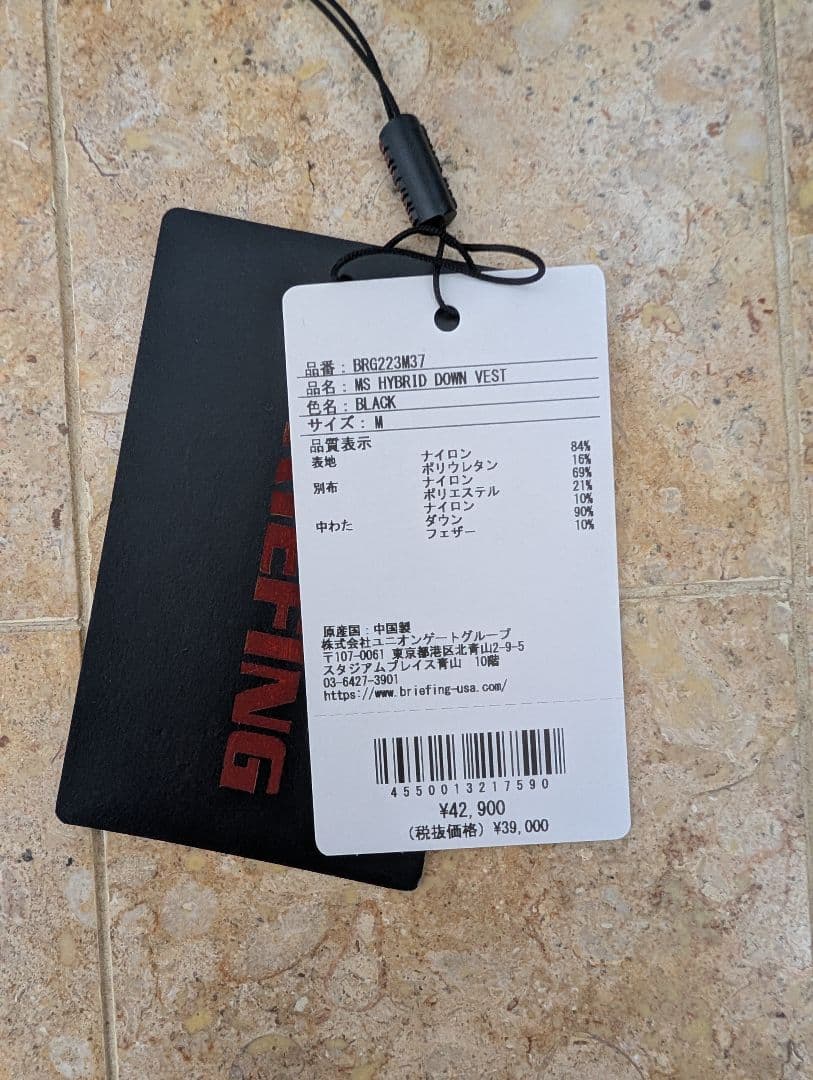 品番：BRG223M37
品名：MS HYBRID DOWN VEST
色名：BLACK
サイズ：M
品質表示
表地 ナイロン 84%
ポリウレタン 16%
別布 ナイロン 69%
ポリエステル 21%
ナイロン 10%
中わた ダウン 90%
フェザー 10%
原産国：中国製
株式会社ユニオンゲートグループ
〒107-0061 東京都港区北青山2-9-5
スタジアムプレイス青山 10階
03-6427-3901
https://www.briefing-usa.com/
4550013217590
¥42,900
(税抜価格) ¥39,000